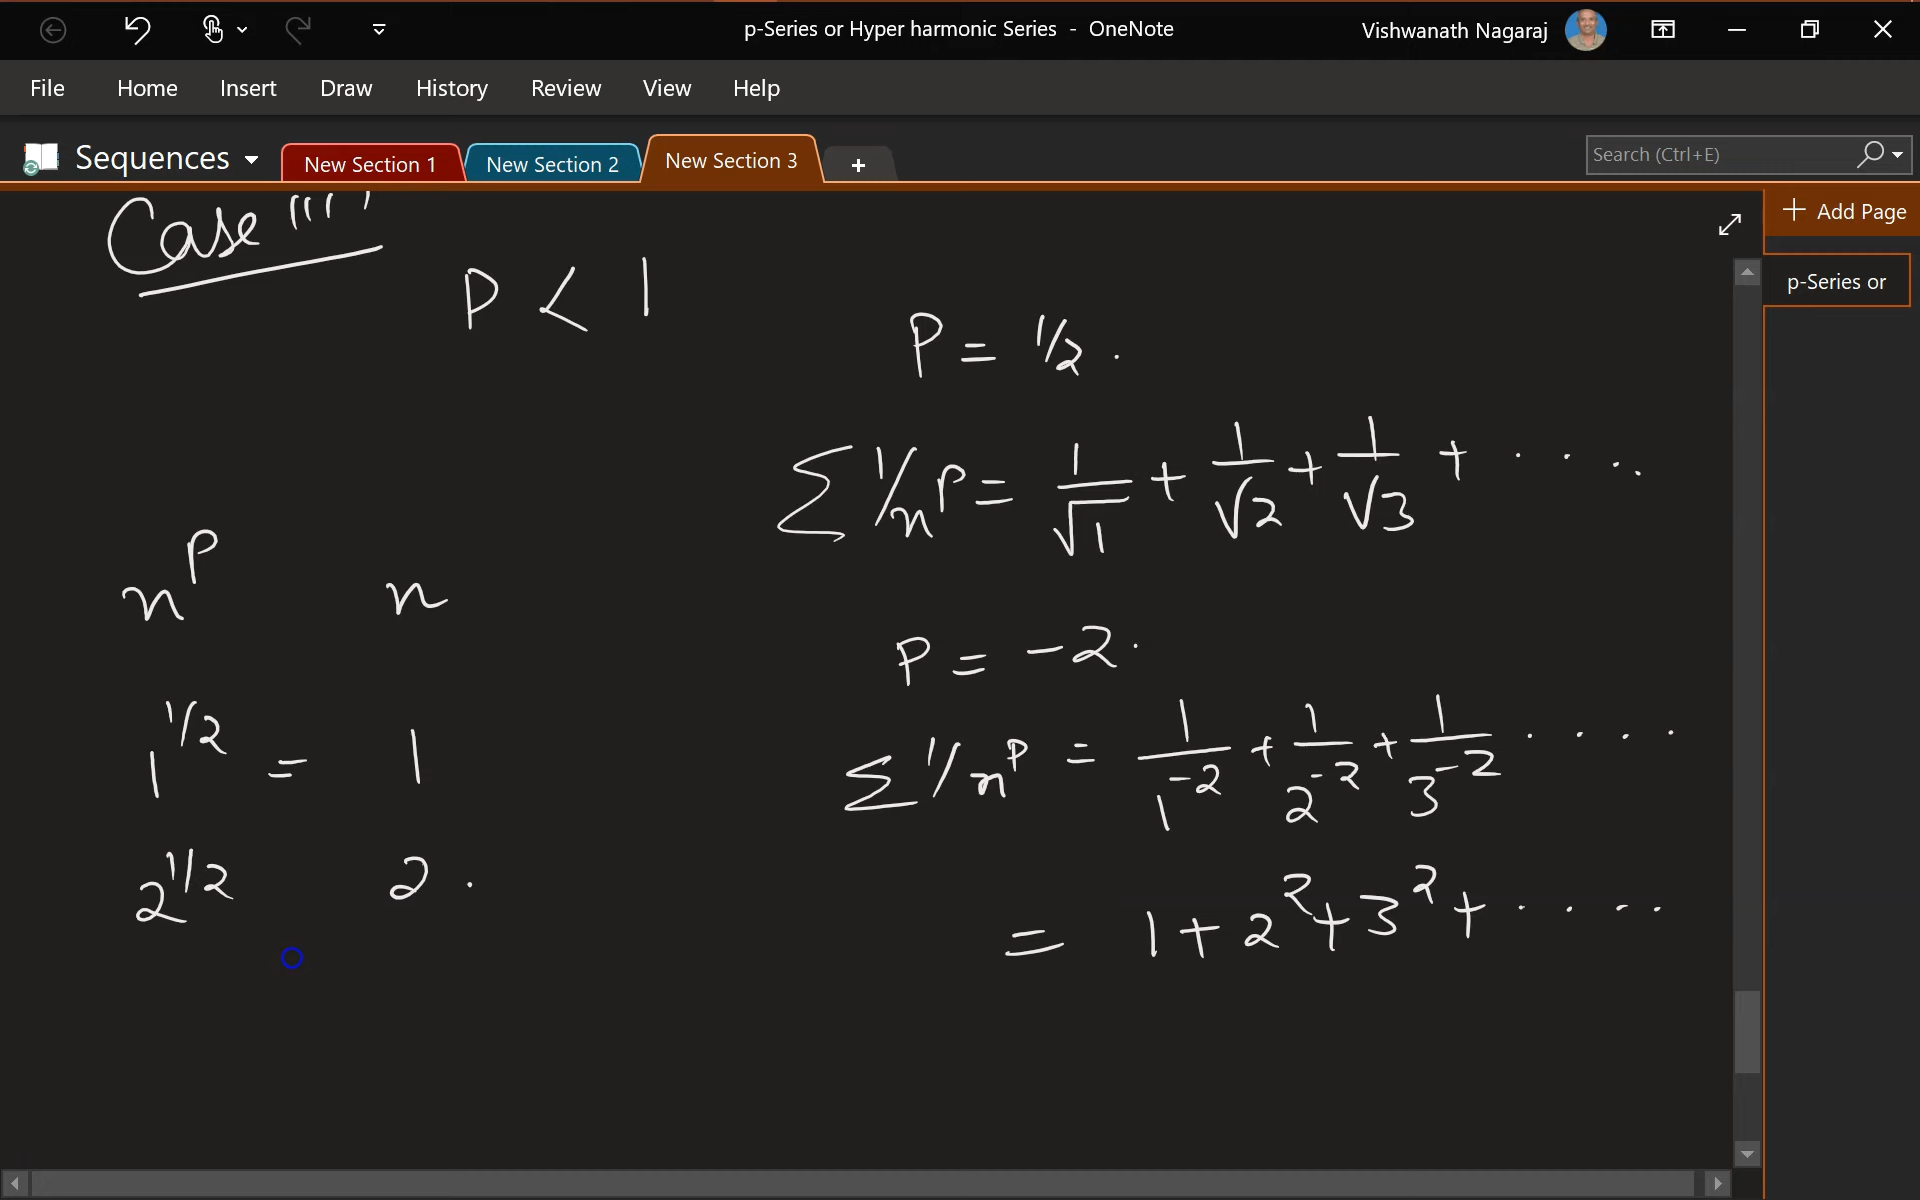 p-Series or Hyper harmonic Series - OneNote
Vishwanath Nagaraj
File Home Insert Draw History Review View Help
Sequences
New Section 1
New Section 2
New Section 3
+
Search (Ctrl+E)
+ Add Page
p-Series or
Case
P < 1
P = 1/2 .
∑ 1/n^P = 1/√1 + 1/√2 + 1/√3 + . . . .
n^P n
P = -2 .
1^1/2 = 1
∑ 1/n^P = 1/1^-2 + 1/2^-2 + 1/3^-2 . . . .
2^1/2 2 .
= 1 + 2^2 + 3^2 + . . . .